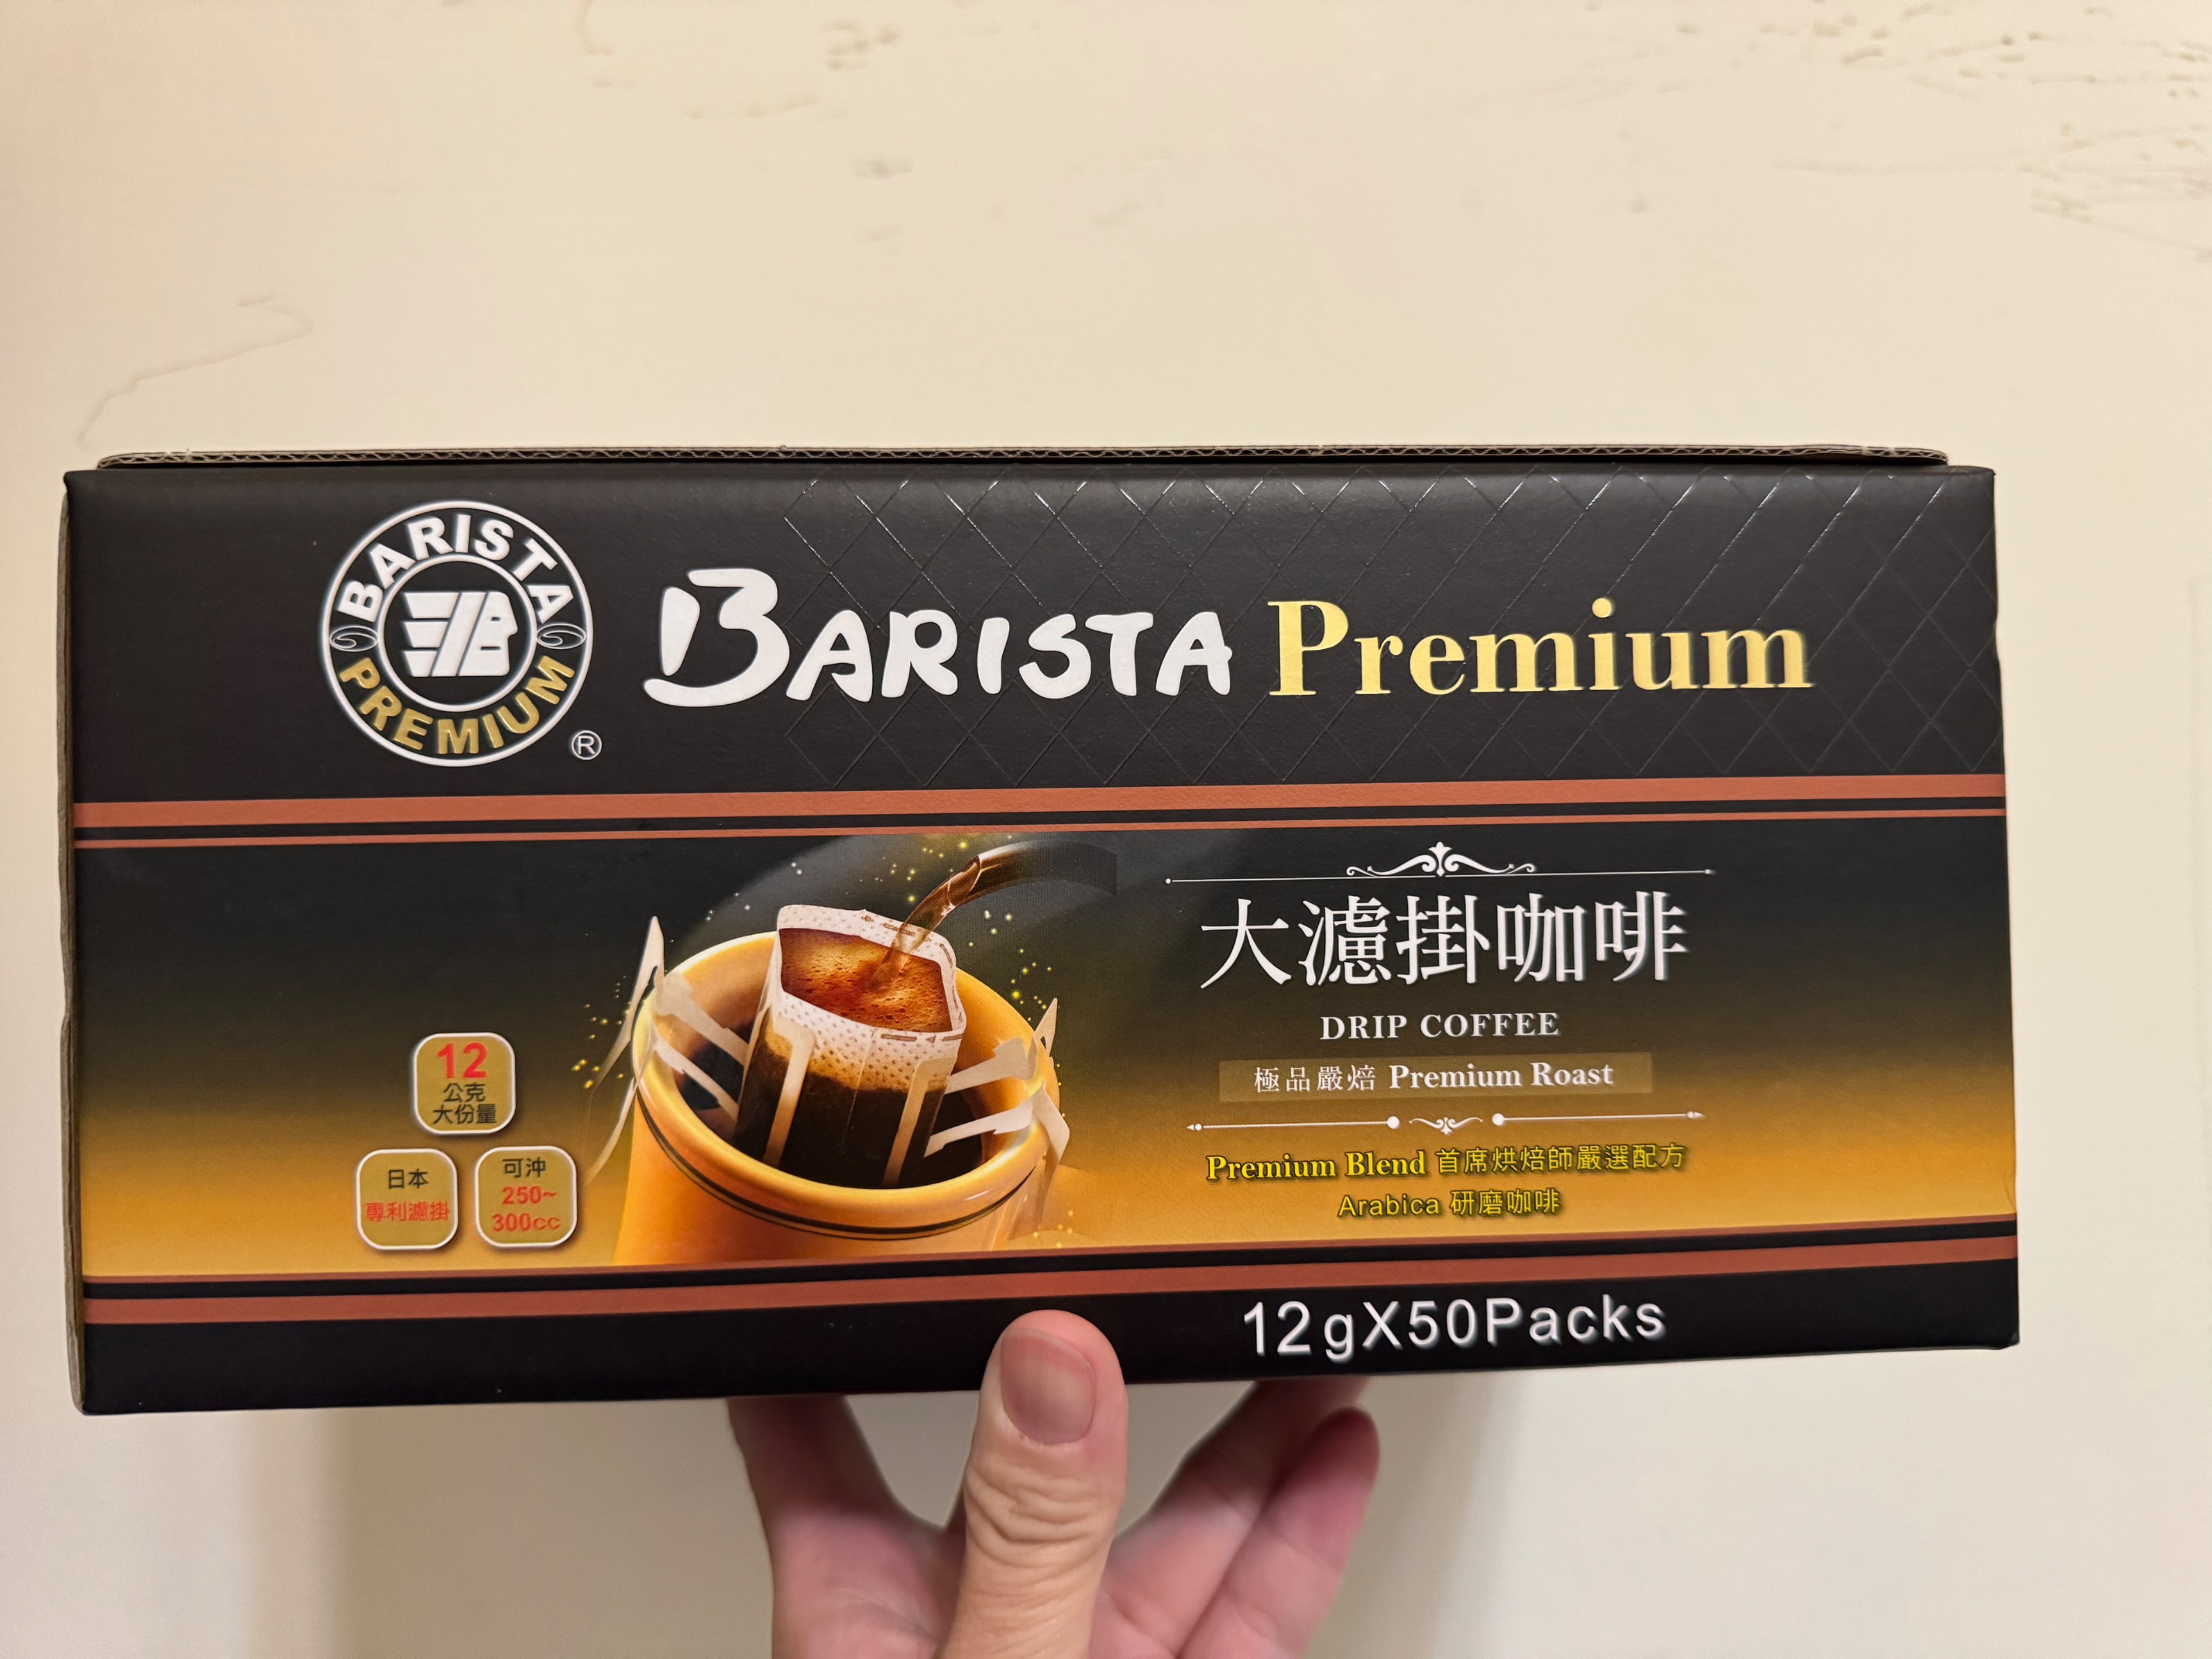 BARISTA
PREMIUM
®
BARISTA Premium
大濾掛咖啡
DRIP COFFEE
極品嚴焙 Premium Roast
Premium Blend 首席烘焙師嚴選配方
Arabica 研磨咖啡
12
公克
大份量
日本
專利濾掛
可沖
250~
300cc
12gX50Packs